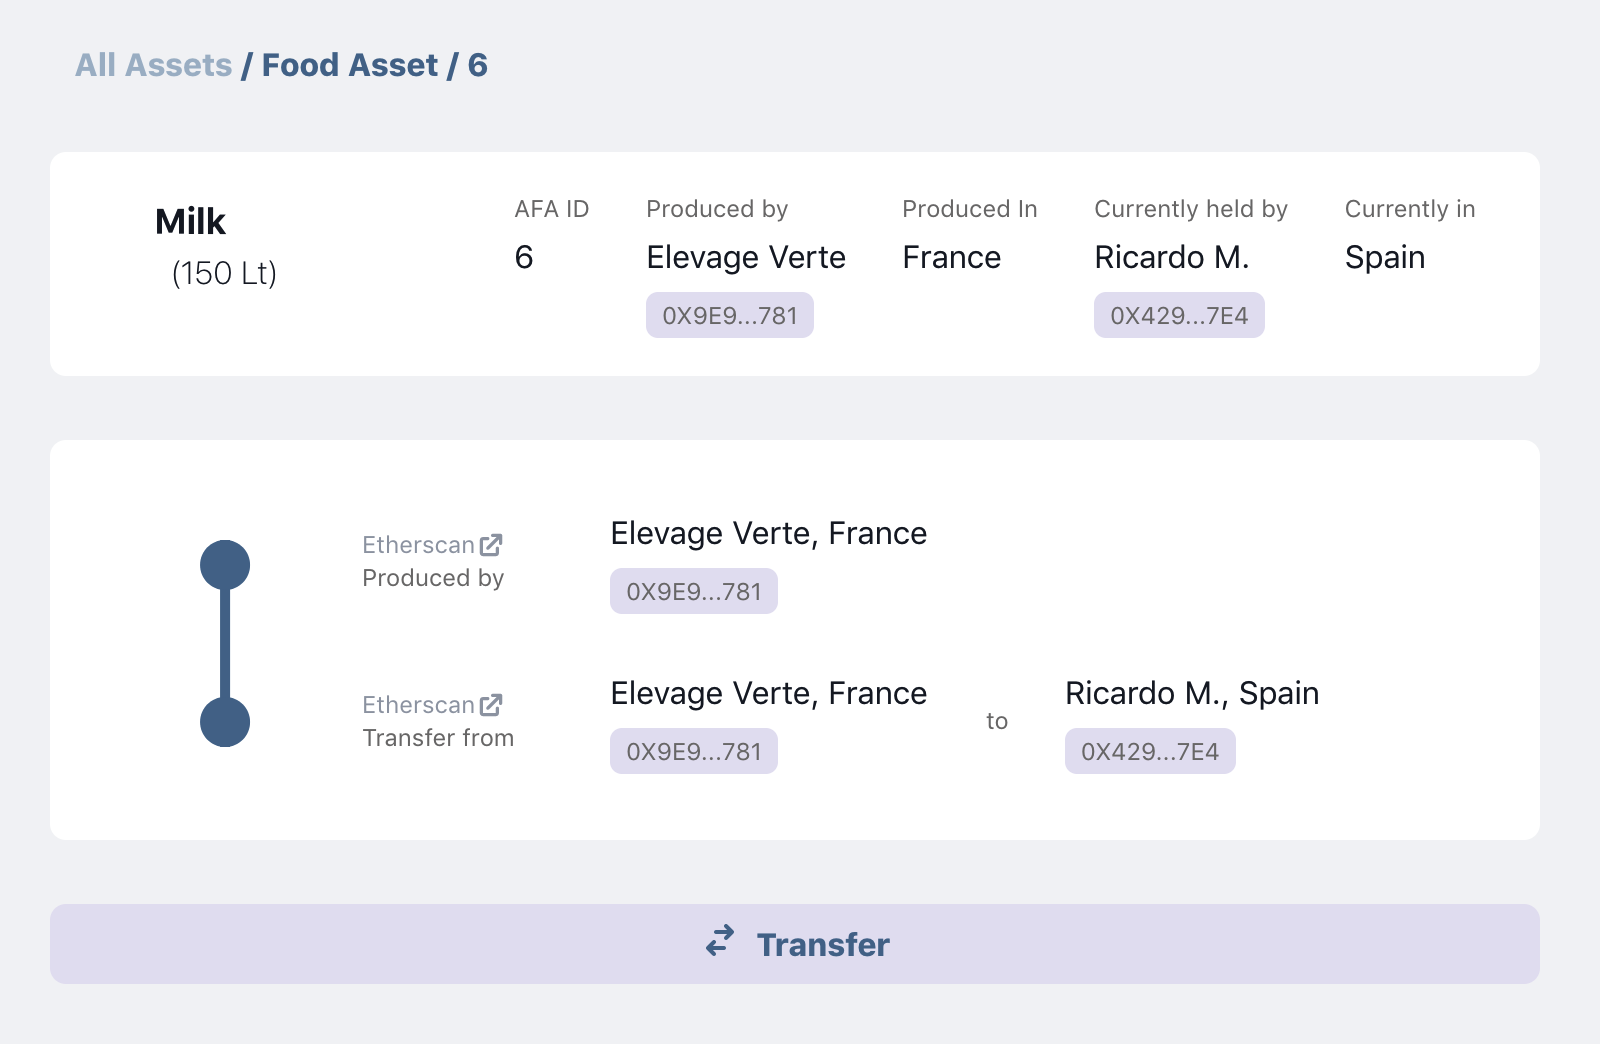 All Assets / Food Asset / 6
Milk
(150 Lt)
AFA ID
6
Produced by
Elevage Verte
0X9E9...781
Produced In
France
Currently held by
Ricardo M.
0X429...7E4
Currently in
Spain
Etherscan
Produced by
Elevage Verte, France
0X9E9...781
Etherscan
Transfer from
Elevage Verte, France
0X9E9...781
to
Ricardo M., Spain
0X429...7E4
Transfer